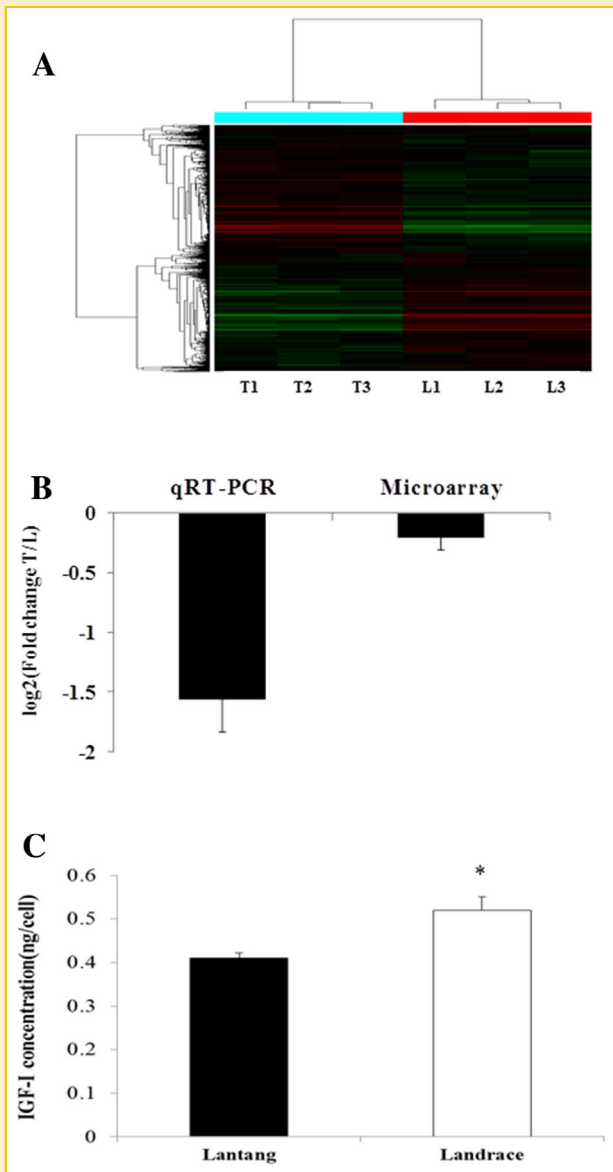 A
T1 T2 T3 L1 L2 L3
B
qRT-PCR Microarray
log2(Fold change T/L)
0
-0.5
-1
-1.5
-2
C
*
IGF-I concentration(ng/cell)
0.6
0.5
0.4
0.3
0.2
0.1
0
Lantang Landrace